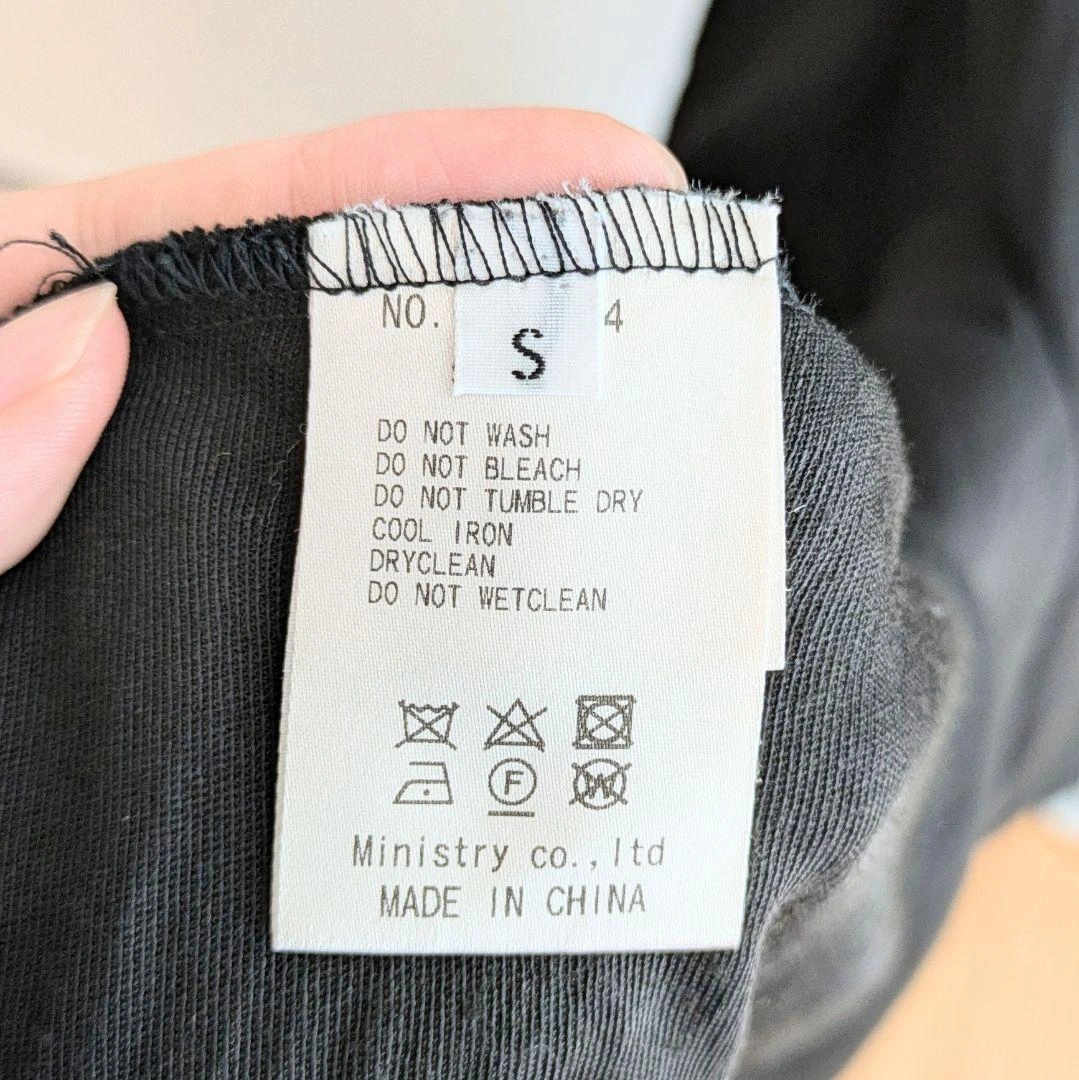 NO. 4
S
DO NOT WASH
DO NOT BLEACH
DO NOT TUMBLE DRY
COOL IRON
DRYCLEAN
DO NOT WETCLEAN
F W
Ministry co.,ltd
MADE IN CHINA